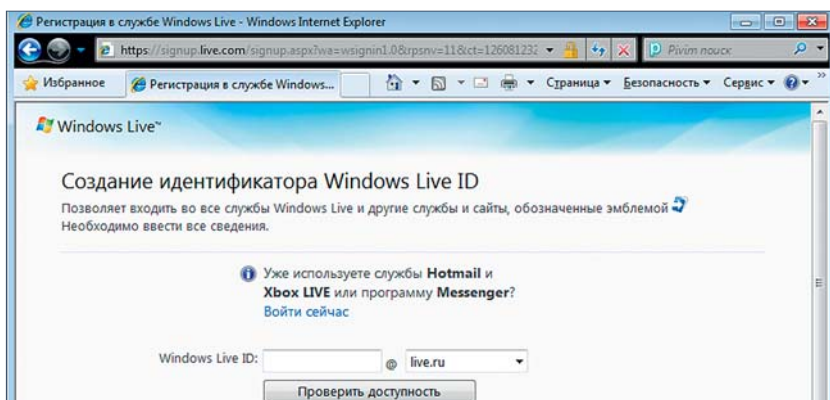 Регистрация в службе Windows Live - Windows Internet Explorer
https://signup.live.com/signup.aspx?wa=wsignin1.0&rpsnv=11&ct=126081232
Pivim поиск
Избранное
Регистрация в службе Windows...
Страница
Безопасность
Сервис
»
Windows Live™
Создание идентификатора Windows Live ID
Позволяет входить во все службы Windows Live и другие службы и сайты, обозначенные эмблемой
Необходимо ввести все сведения.
Уже используете службы Hotmail и
Xbox LIVE или программу Messenger?
Войти сейчас
Windows Live ID:
@ live.ru
Проверить доступность